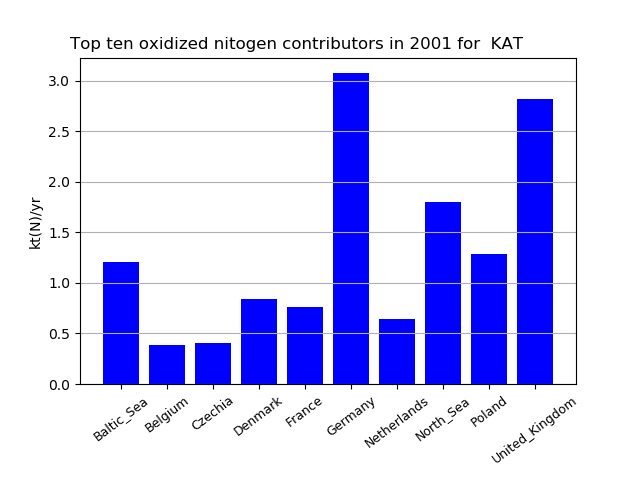 Top ten oxidized nitogen contributors in 2001 for  KAT
kt(N)/yr
3.0
2.5
2.0
1.5
1.0
0.5
0.0
Baltic_Sea
Belgium
Czechia
Denmark
France
Germany
Netherlands
North_Sea
Poland
United_Kingdom